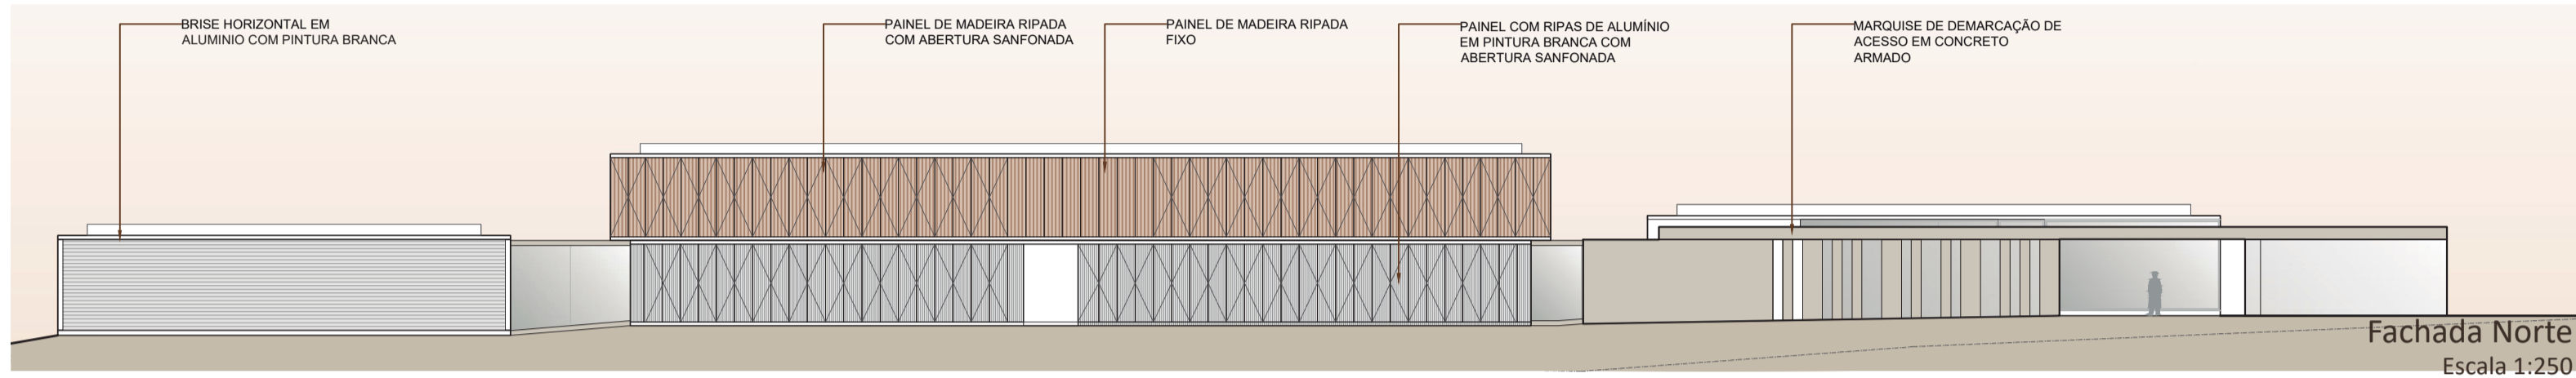 BRISE HORIZONTAL EM
ALUMINIO COM PINTURA BRANCA
PAINEL DE MADEIRA RIPADA
COM ABERTURA SANFONADA
PAINEL DE MADEIRA RIPADA
FIXO
PAINEL COM RIPAS DE ALUMÍNIO
EM PINTURA BRANCA COM
ABERTURA SANFONADA
MARQUISE DE DEMARCAÇÃO DE
ACESSO EM CONCRETO
ARMADO
Fachada Norte
Escala 1:250